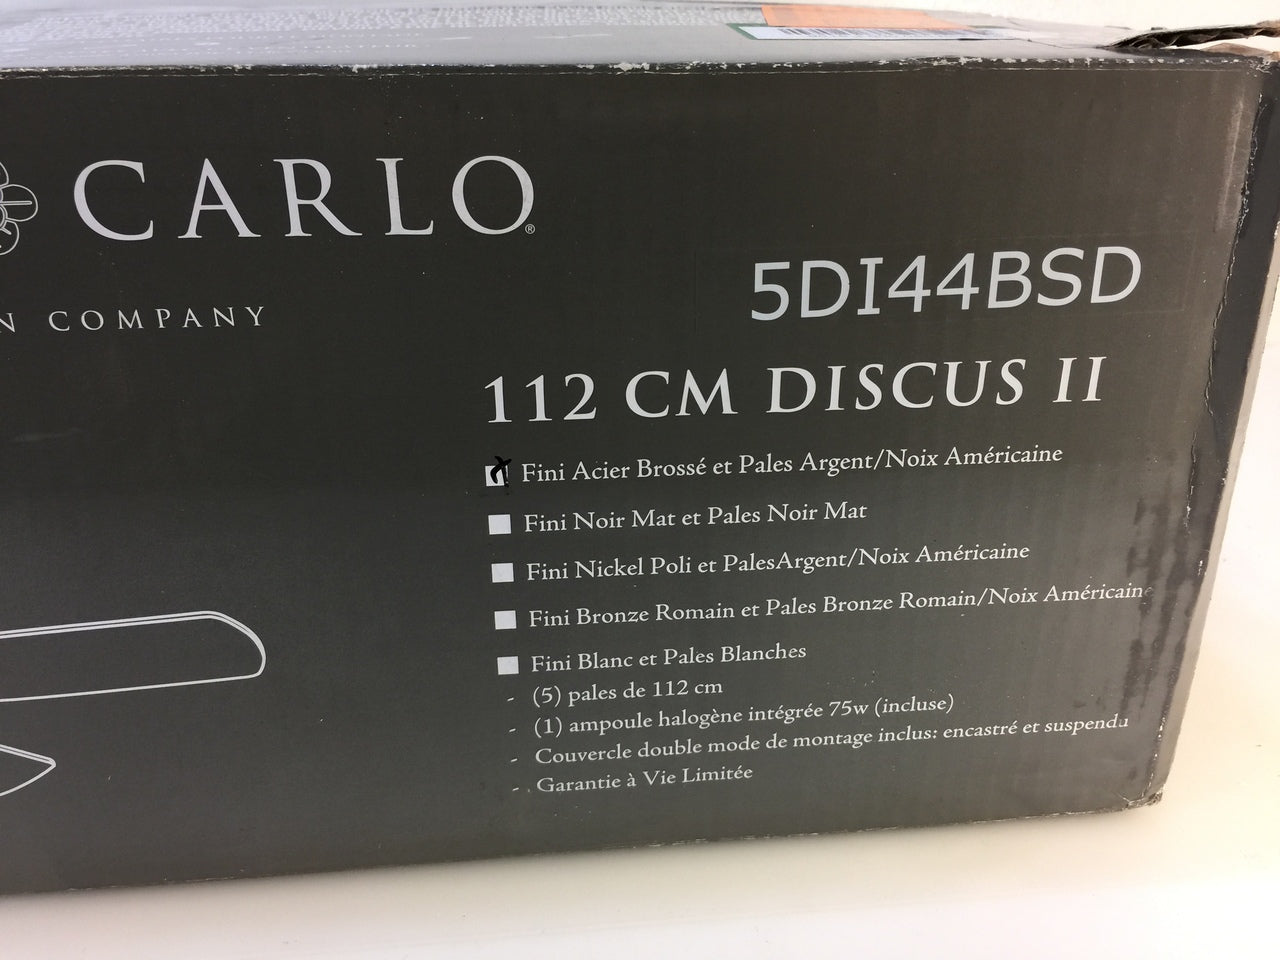 CARLO®
N COMPANY
5DI44BSD
112 CM DISCUS II
Fini Acier Brossé et Pales Argent/Noix Américaine
Fini Noir Mat et Pales Noir Mat
Fini Nickel Poli et PalesArgent/Noix Américaine
Fini Bronze Romain et Pales Bronze Romain/Noix Américaine
Fini Blanc et Pales Blanches
- (5) pales de 112 cm
- (1) ampoule halogène intégrée 75w (incluse)
- Couvercle double mode de montage inclus: encastré et suspendu
- Garantie à Vie Limitée